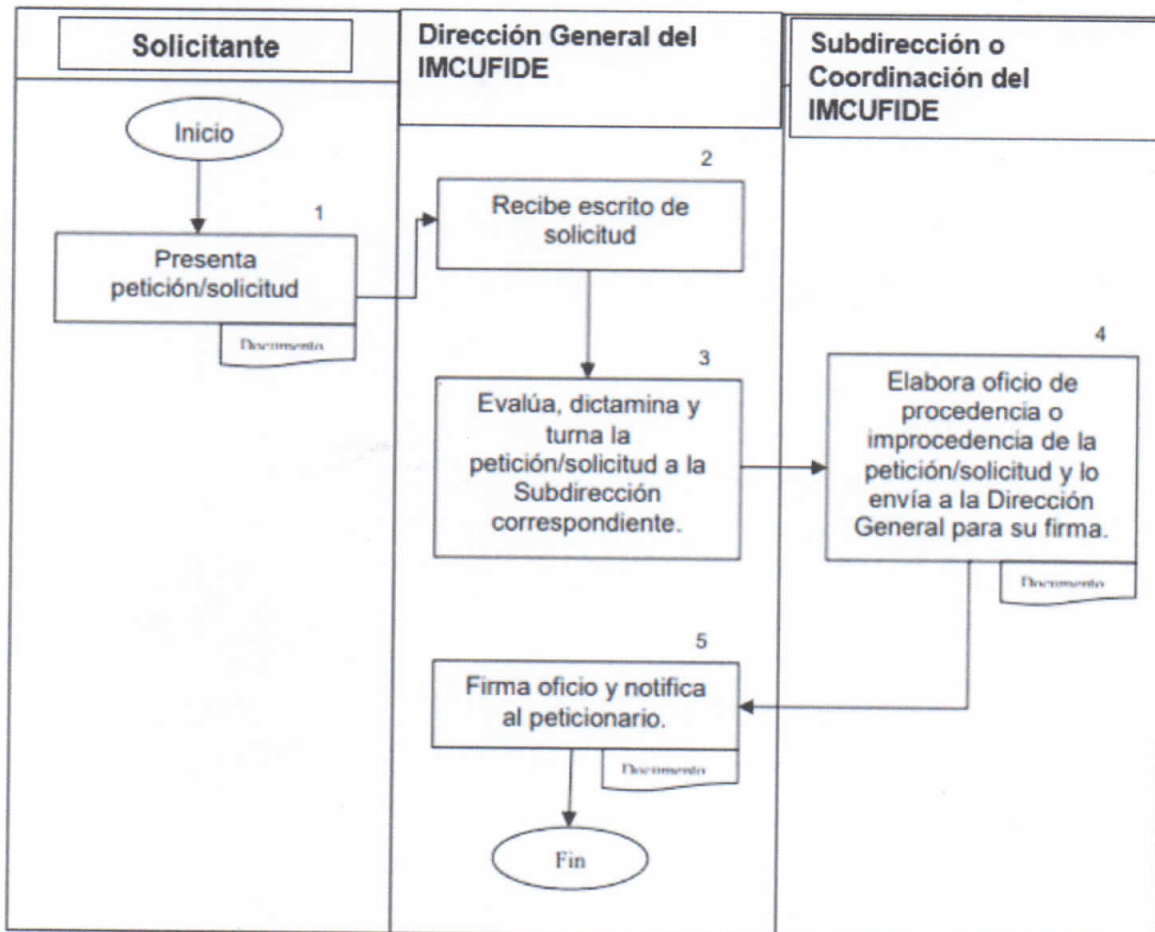 Solicitante
Dirección General del
IMCUFIDE
Subdirección o
Coordinación del
IMCUFIDE
Inicio
1
Presenta
petición/solicitud
Documento
2
Recibe escrito de
solicitud
3
Evalúa, dictamina y
turna la
petición/solicitud a la
Subdirección
correspondiente.
4
Elabora oficio de
procedencia o
improcedencia de la
petición/solicitud y lo
envía a la Dirección
General para su firma.
Documento
5
Firma oficio y notifica
al peticionario.
Documento
Fin